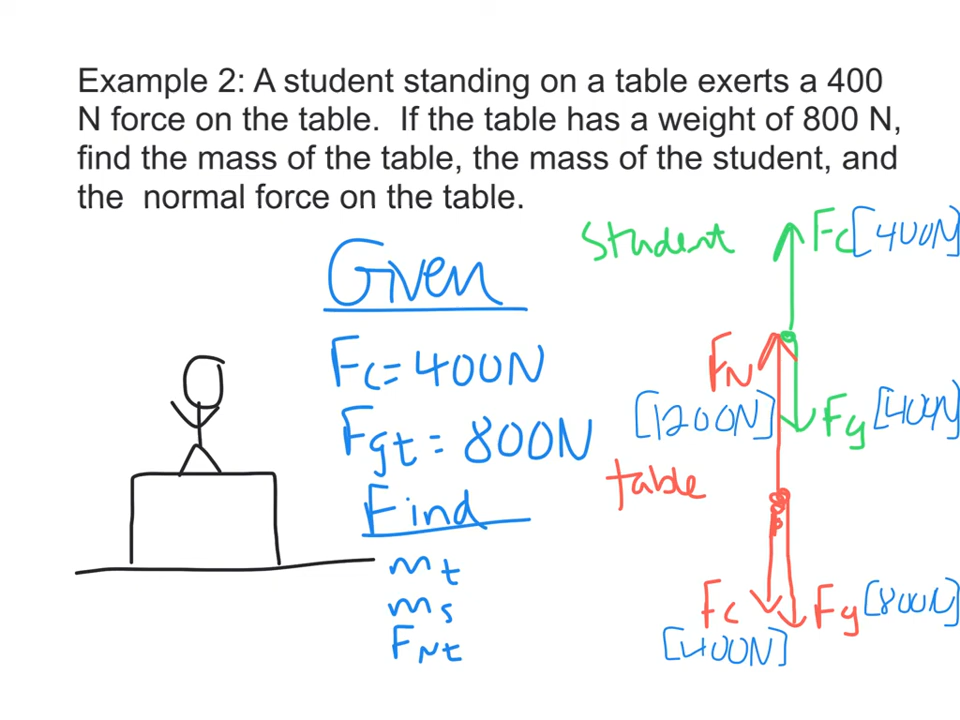 Example 2: A student standing on a table exerts a 400
N force on the table.  If the table has a weight of 800 N,
find the mass of the table, the mass of the student, and
the  normal force on the table.
Given
Fc = 400N
Fgt = 800N
Find
mt
ms
FNt
student
Fc [400N]
Fg [400N]
FN
[1200N]
table
Fc
[400N]
Fg [800N]